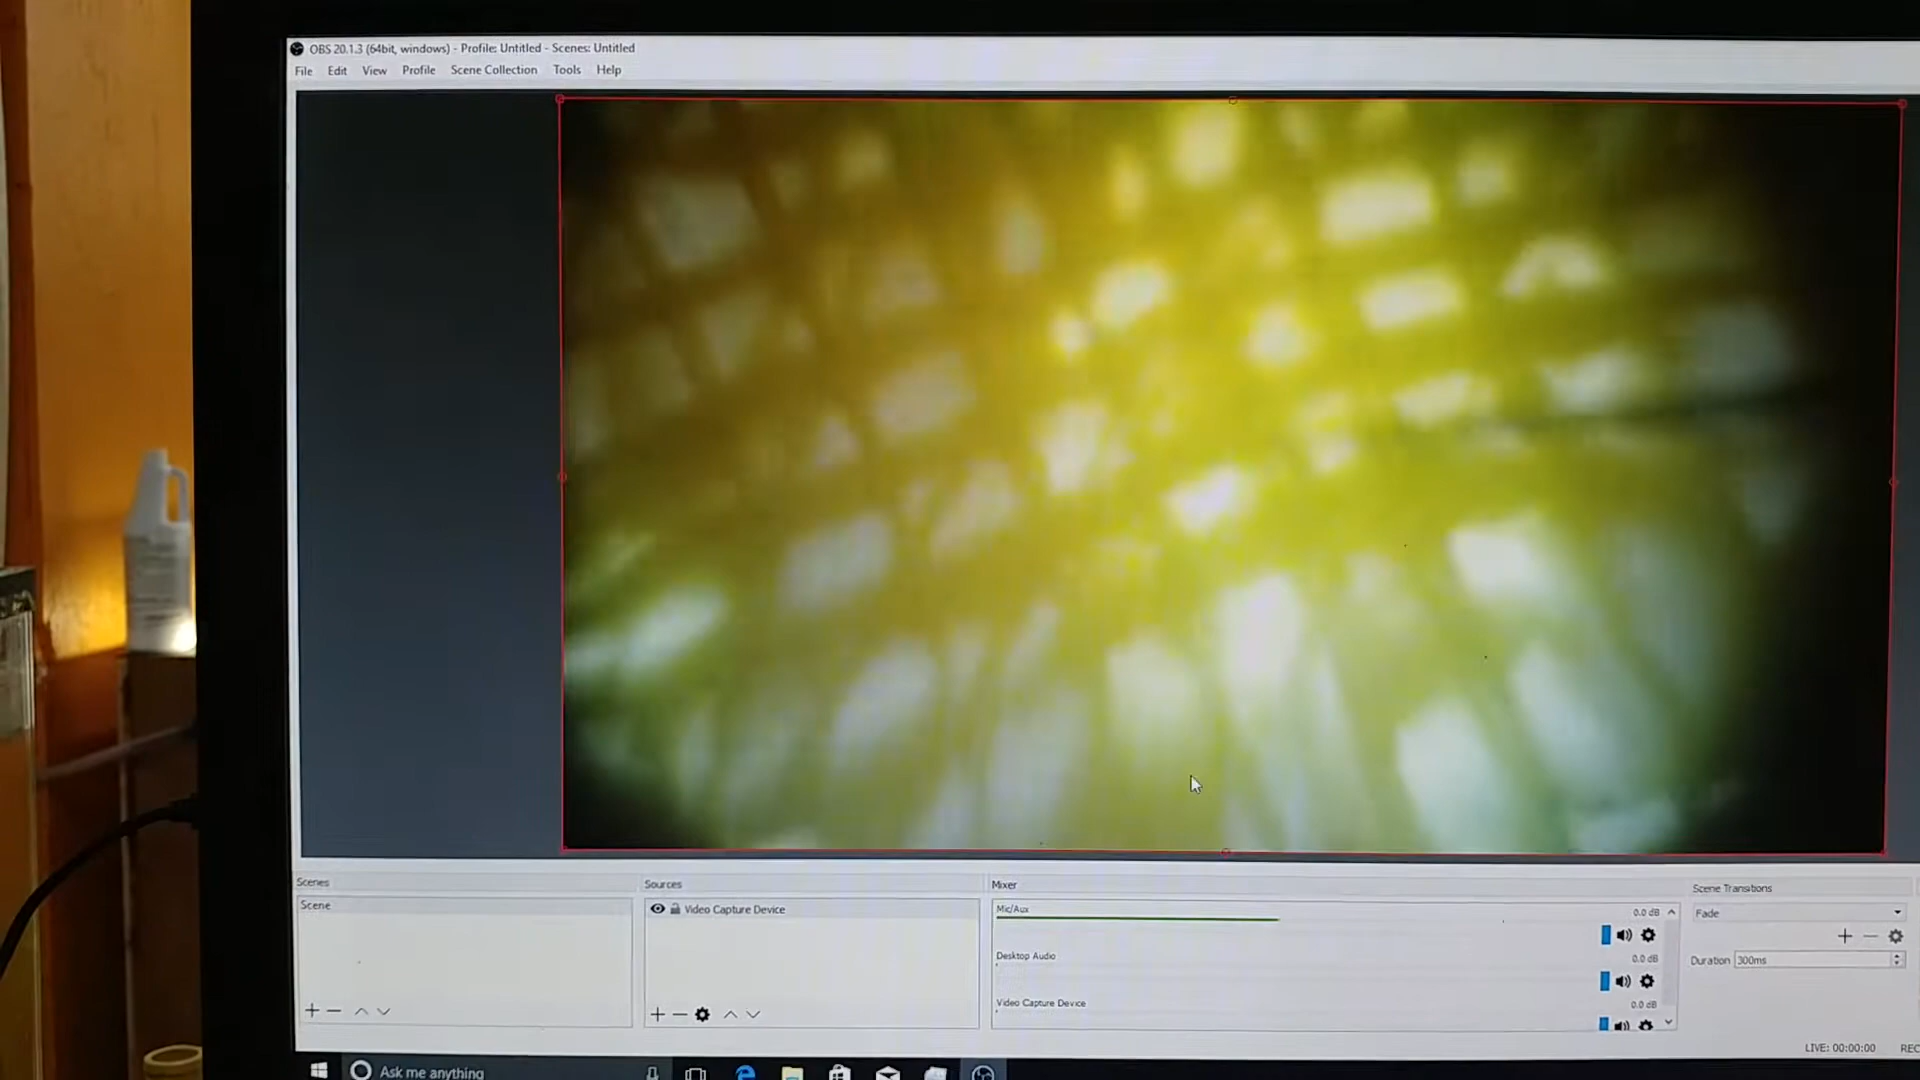 OBS 20.1.3 (64bit, windows) - Profile: Untitled - Scenes: Untitled
File Edit View Profile Scene Collection Tools Help
Scenes
Scene
Sources
Video Capture Device
Mixer
Mic/Aux
0.0 dB
Desktop Audio
0.0 dB
Video Capture Device
0.0 dB
Scene Transitions
Fade
Duration 300ms
LIVE: 00:00:00
REC
Ask me anything